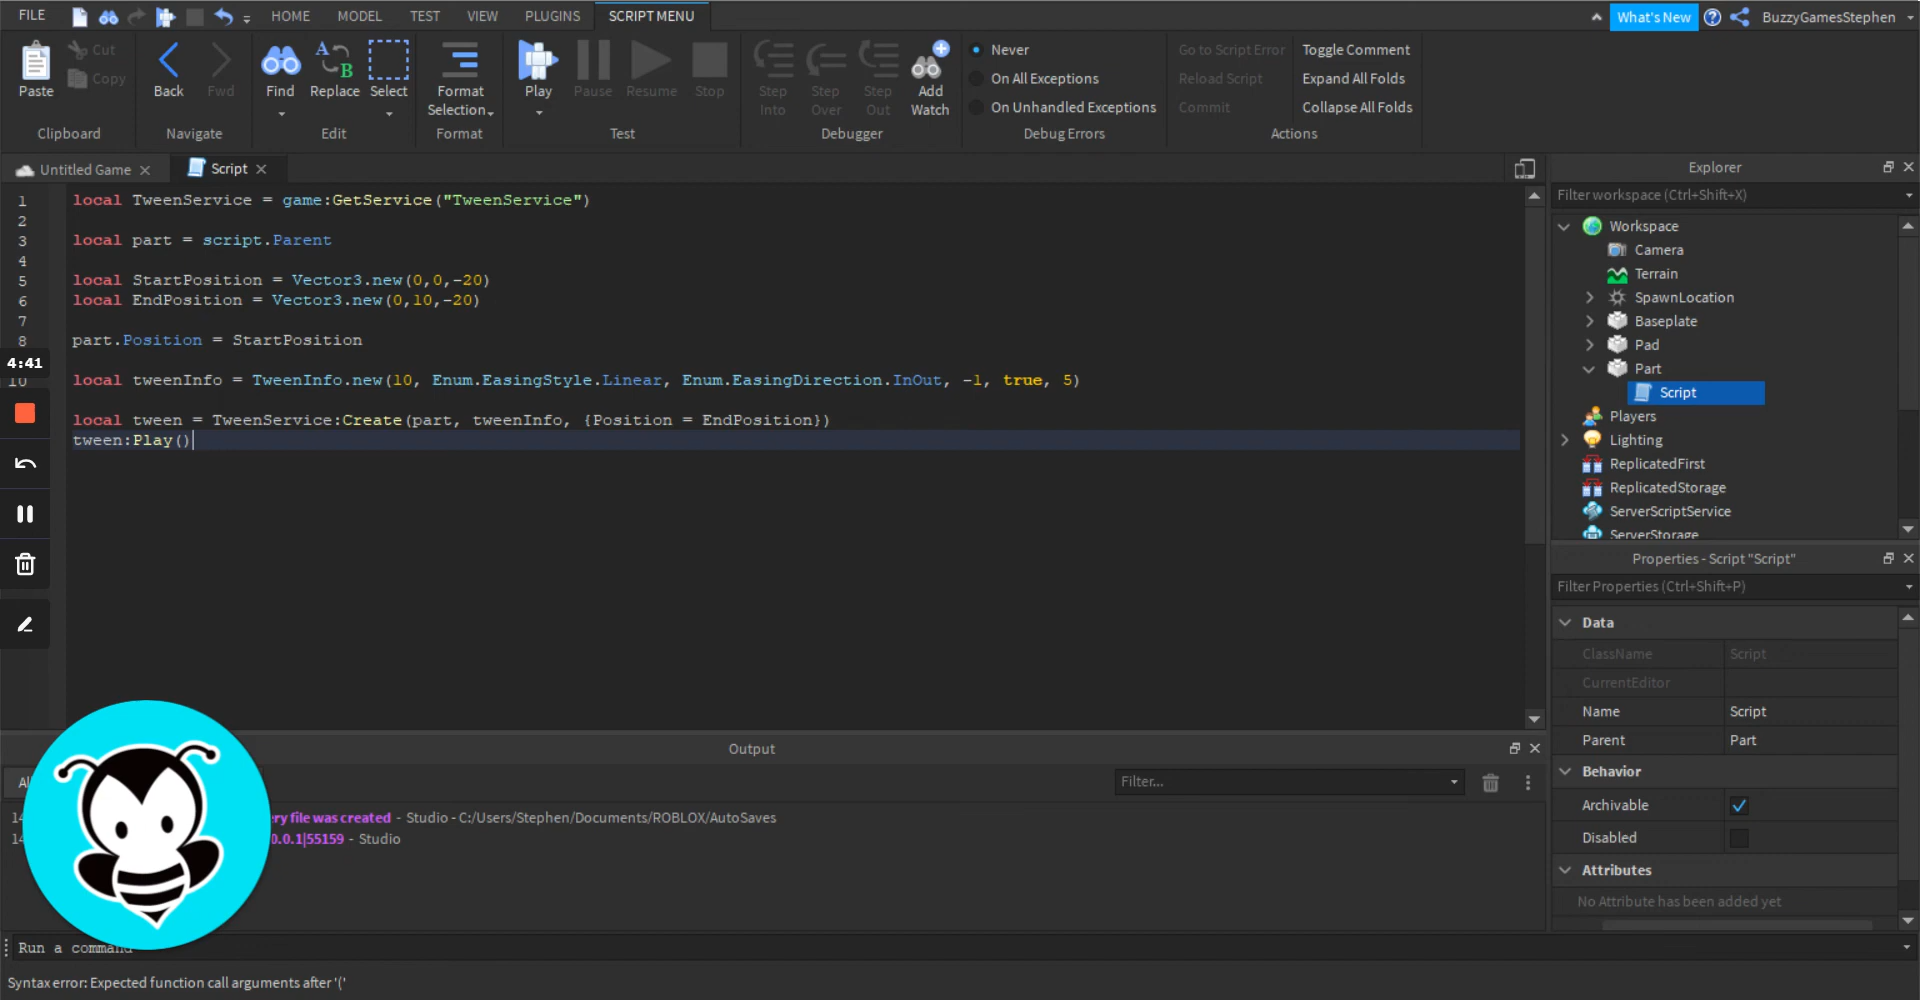 FILE
HOME
MODEL
TEST
VIEW
PLUGINS
SCRIPT MENU
What's New
BuzzyGamesStephen
Paste
Cut
Copy
Clipboard
Back
Fwd
Navigate
Find
Replace
Select
Edit
Format
Selection
Format
Play
Pause
Resume
Stop
Test
Step
Into
Step
Over
Step
Out
Add
Watch
Debugger
Never
On All Exceptions
On Unhandled Exceptions
Debug Errors
Go to Script Error
Reload Script
Commit
Toggle Comment
Expand All Folds
Collapse All Folds
Actions
Untitled Game
Script
1 local TweenService = game:GetService("TweenService")
2
3 local part = script.Parent
4
5 local StartPosition = Vector3.new(0,0,-20)
6 local EndPosition = Vector3.new(0,10,-20)
7
8 part.Position = StartPosition
4:41
10 local tweenInfo = TweenInfo.new(10, Enum.EasingStyle.Linear, Enum.EasingDirection.InOut, -1, true, 5)
local tween = TweenService:Create(part, tweenInfo, {Position = EndPosition})
tween:Play()
Explorer
Filter workspace (Ctrl+Shift+X)
Workspace
Camera
Terrain
SpawnLocation
Baseplate
Pad
Part
Script
Players
Lighting
ReplicatedFirst
ReplicatedStorage
ServerScriptService
ServerStorage
Properties - Script "Script"
Filter Properties (Ctrl+Shift+P)
Data
ClassName Script
CurrentEditor
Name Script
Parent Part
Behavior
Archivable
Disabled
Attributes
No Attribute has been added yet
Output
Filter...
ry file was created - Studio - C:/Users/Stephen/Documents/ROBLOX/AutoSaves
0.0.1|55159 - Studio
Run a command
Syntax error: Expected function call arguments after '('